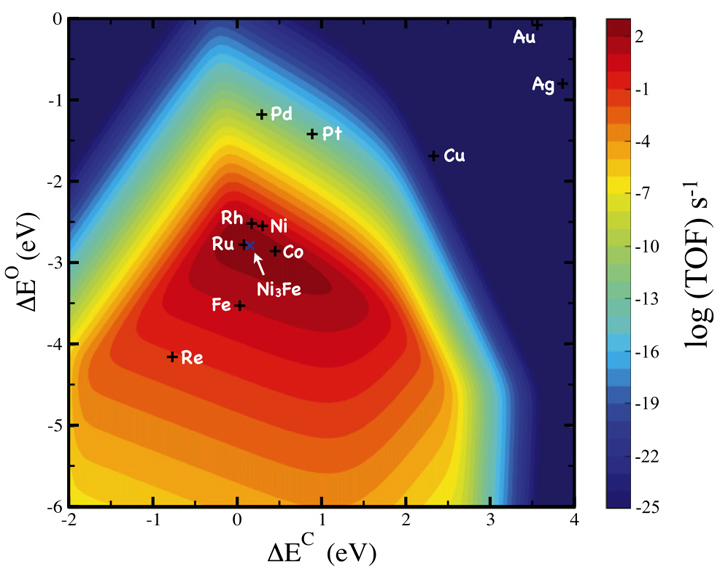 0
-1
-2
-3
-4
-5
-6
ΔE^O (eV)
-2
-1
0
1
2
3
4
ΔE^C (eV)
Au
Ag
Pd
Pt
Cu
Rh
Ni
Ru
Co
Ni₃Fe
Fe
Re
2
-1
-4
-7
-10
-13
-16
-19
-22
-25
log (TOF) s⁻¹